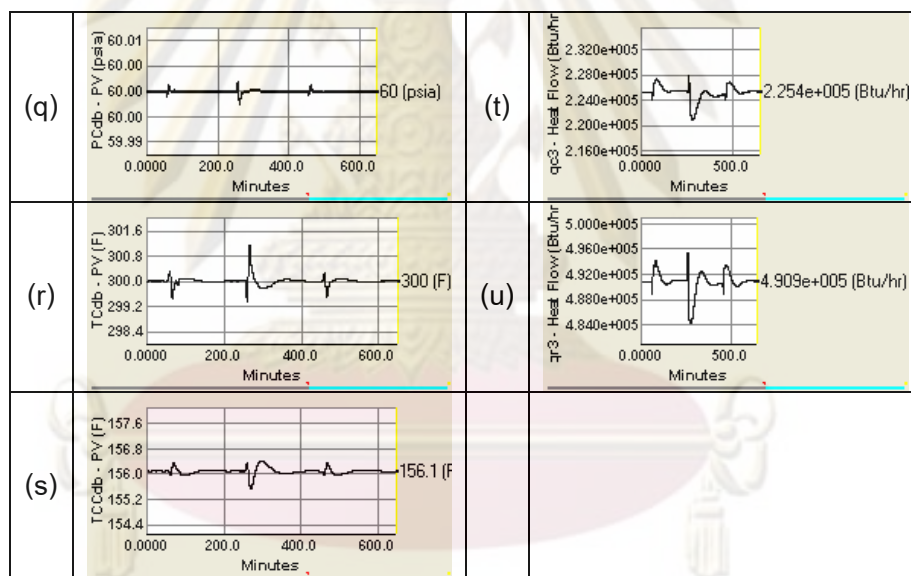 (q)
PCdb - PV (psia)
60.01
60.00
60.00
60.00
59.99
60 (psia)
0.0000 200.0 400.0 600.0
Minutes
(t)
qc3 - Heat Flow (Btu/hr
2.320e+005
2.280e+005
2.240e+005
2.200e+005
2.160e+005
2.254e+005 (Btu/hr)
0.0000 500.0
Minutes
(r)
TCdb - PV (F)
301.6
300.8
300.0
299.2
298.4
300 (F)
0.0000 200.0 400.0 600.0
Minutes
(u)
qr3 - Heat Flow (Btu/hr
5.000e+005
4.960e+005
4.920e+005
4.880e+005
4.840e+005
4.909e+005 (Btu/hr)
0.0000 500.0
Minutes
(s)
TCCdb - PV (F)
157.6
156.8
156.0
155.2
154.4
156.1 (F
0.0000 200.0 400.0 600.0
Minutes